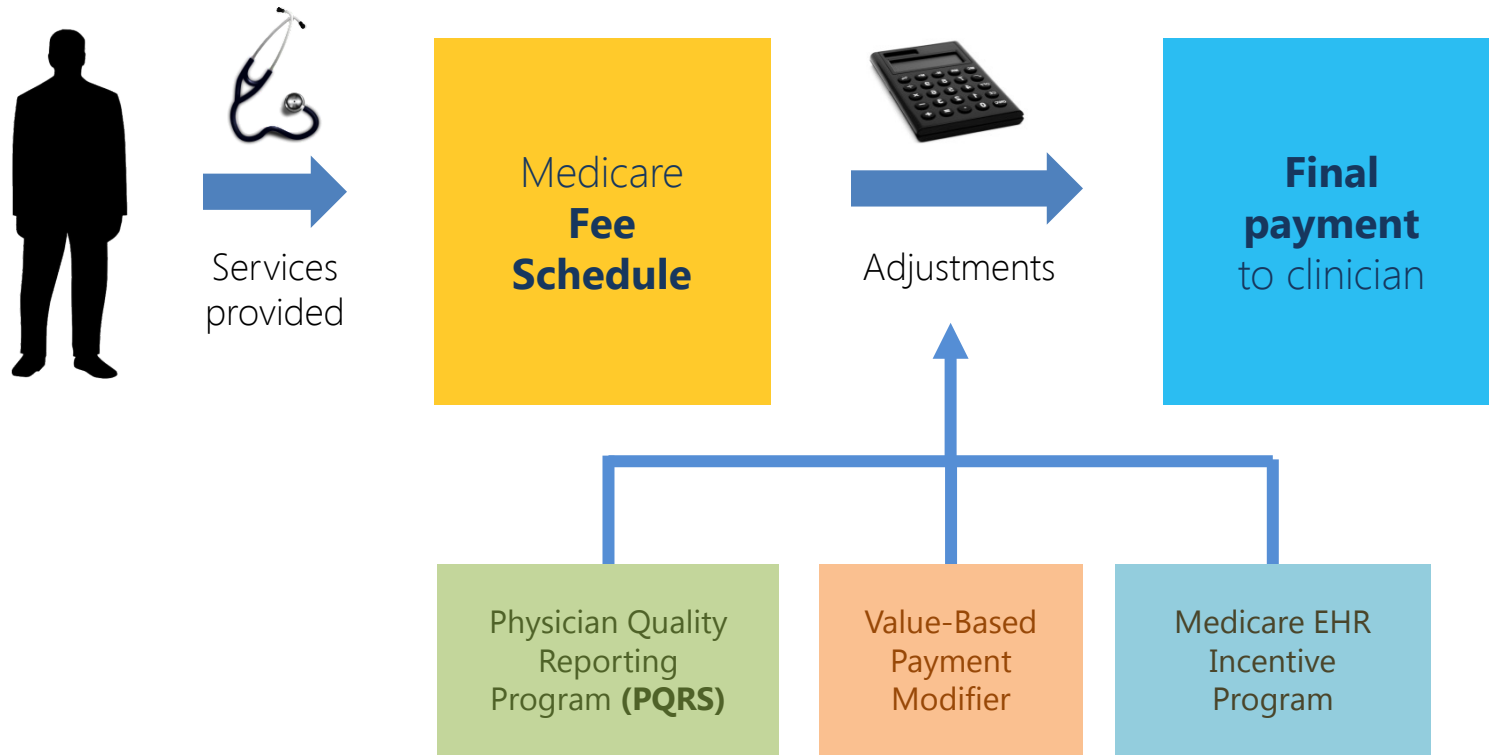 Services
provided
Medicare
Fee
Schedule
Adjustments
Final
payment
to clinician
Physician Quality
Reporting
Program (PQRS)
Value-Based
Payment
Modifier
Medicare EHR
Incentive
Program